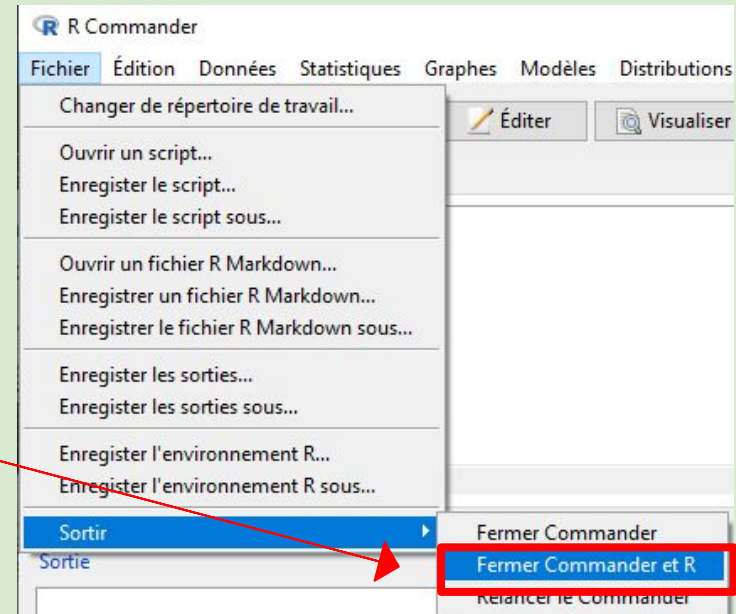 R Commander
Fichier Édition Données Statistiques Graphes Modèles Distributions
Changer de répertoire de travail...
Éditer Visualiser
Ouvrir un script...
Enregister le script...
Enregister le script sous...
Ouvrir un fichier R Markdown...
Enregistrer un fichier R Markdown...
Enregistrer le fichier R Markdown sous...
Enregister les sorties...
Enregister les sorties sous...
Enregister l'environnement R...
Enregister l'environnement R sous...
Sortir Fermer Commander
Sortie Fermer Commander et R
Relancer le Commander